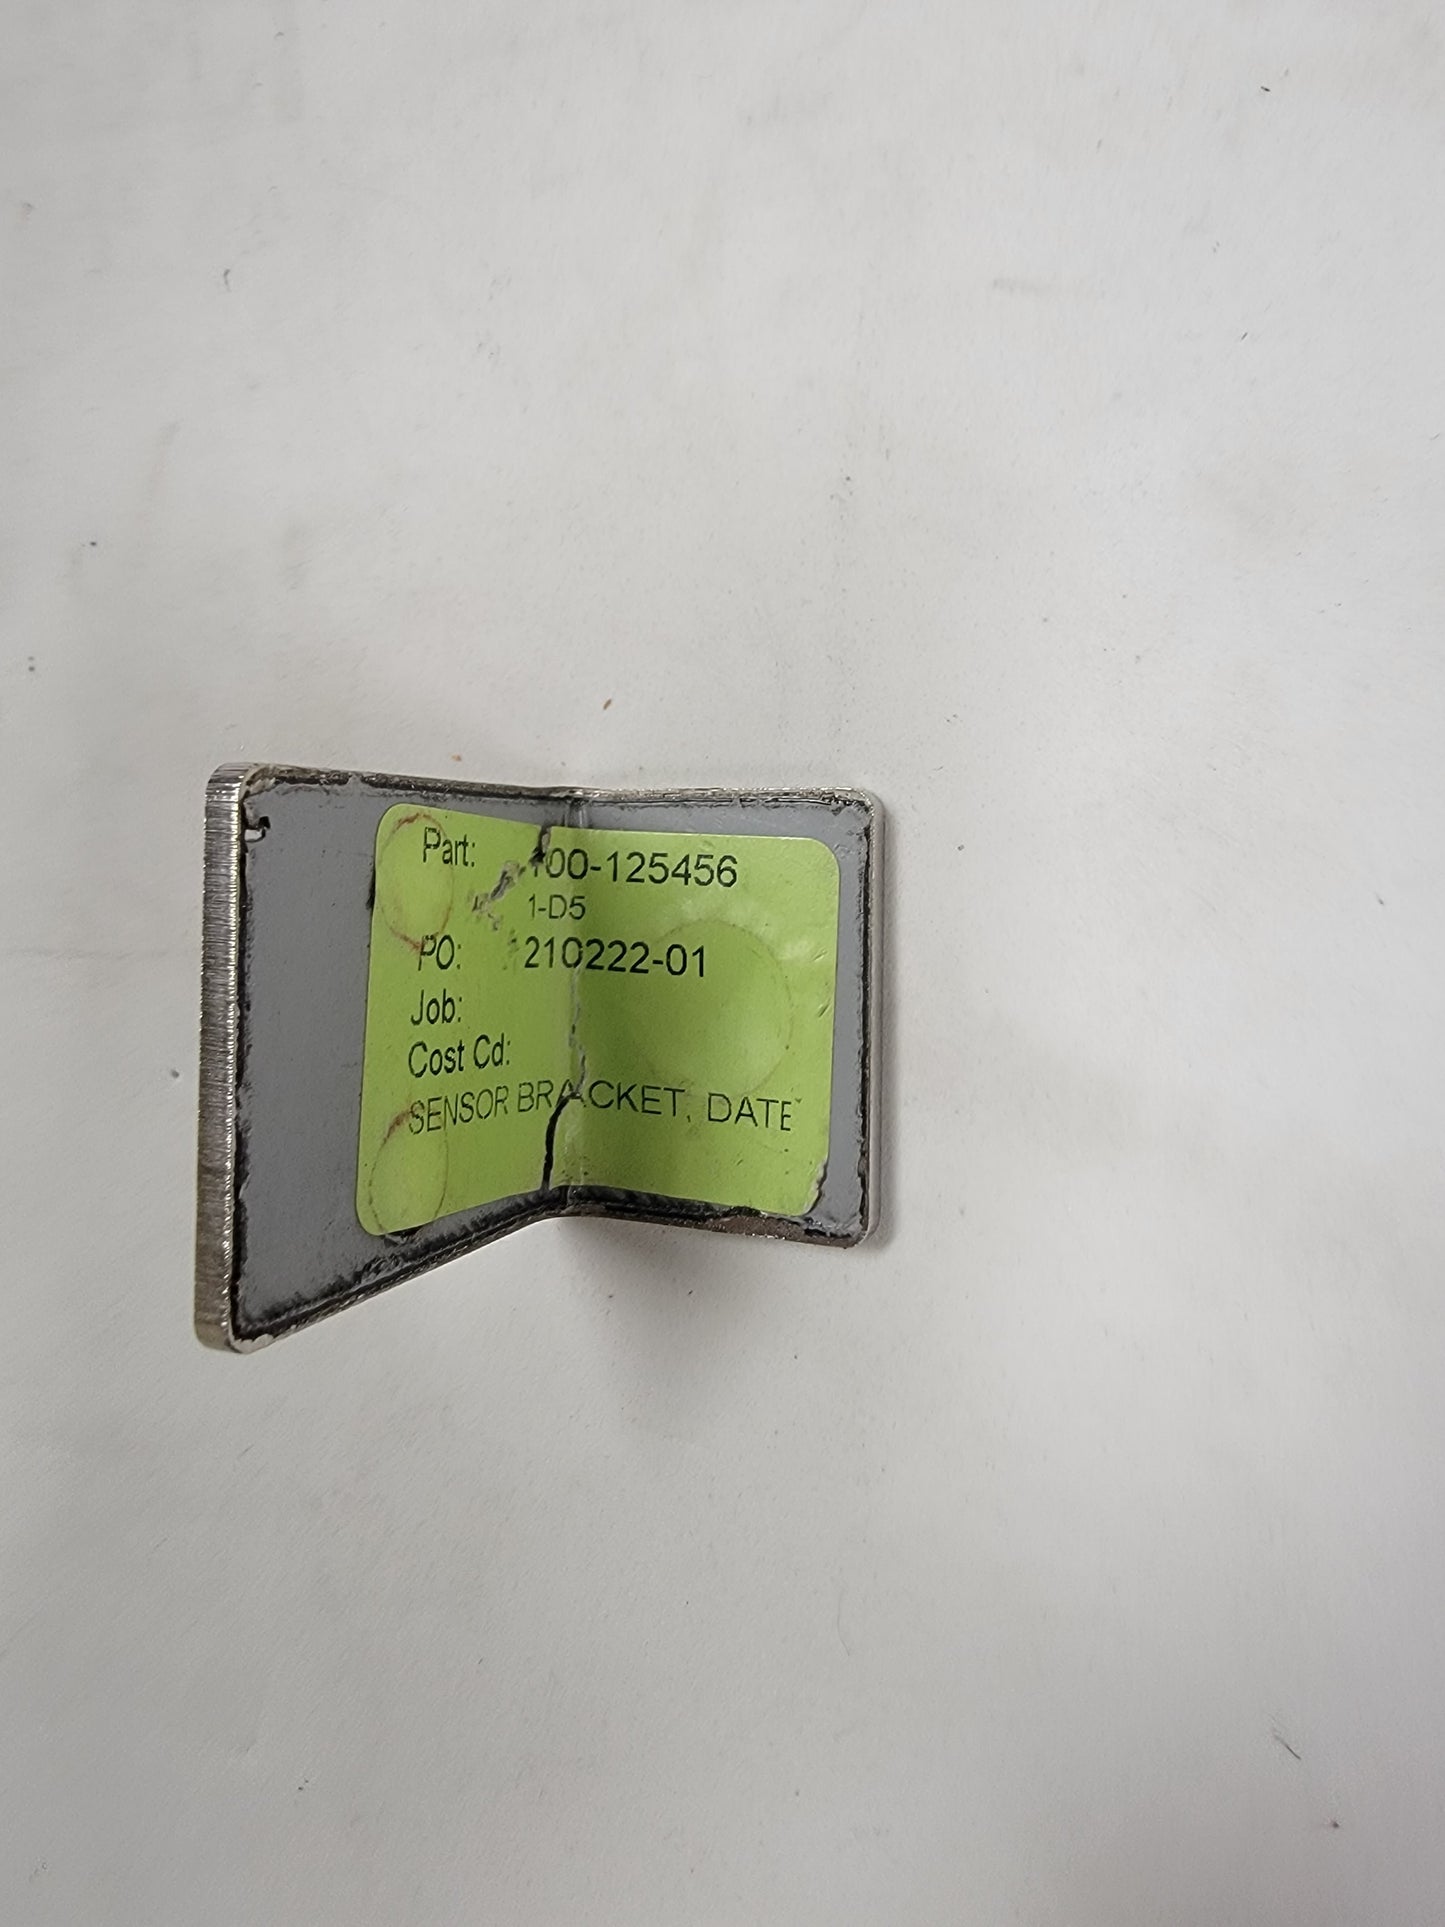 Part: 100-125456
1-D5
PO: 210222-01
Job:
Cost Cd:
SENSOR BRACKET, DATE